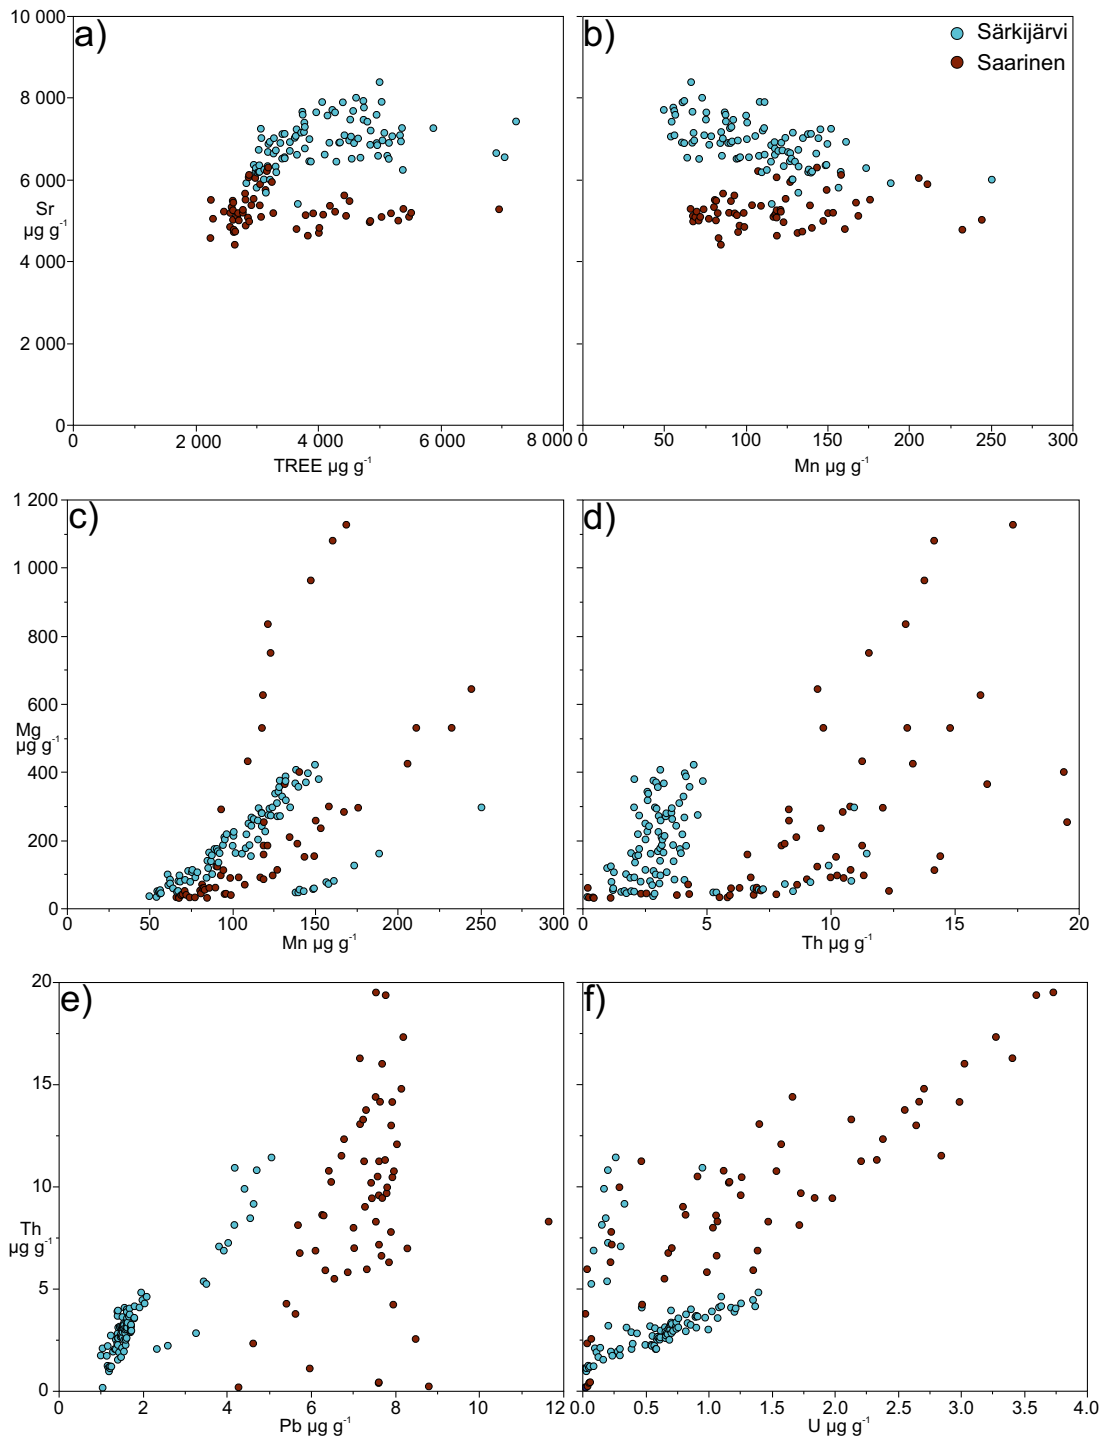 a)
10 000
8 000
6 000
4 000
2 000
0
Sr
µg g-1
0
2 000
4 000
6 000
8 000
TREE µg g-1
b)
Särkijärvi
Saarinen
0
50
100
150
200
250
300
Mn µg g-1
c)
1 200
1 000
800
600
400
200
0
Mg
µg g-1
0
50
100
150
200
250
300
Mn µg g-1
d)
0
5
10
15
20
Th µg g-1
e)
20
15
10
5
0
Th
µg g-1
0
2
4
6
8
10
12
Pb µg g-1
f)
0.0
0.5
1.0
1.5
2.0
2.5
3.0
3.5
4.0
U µg g-1